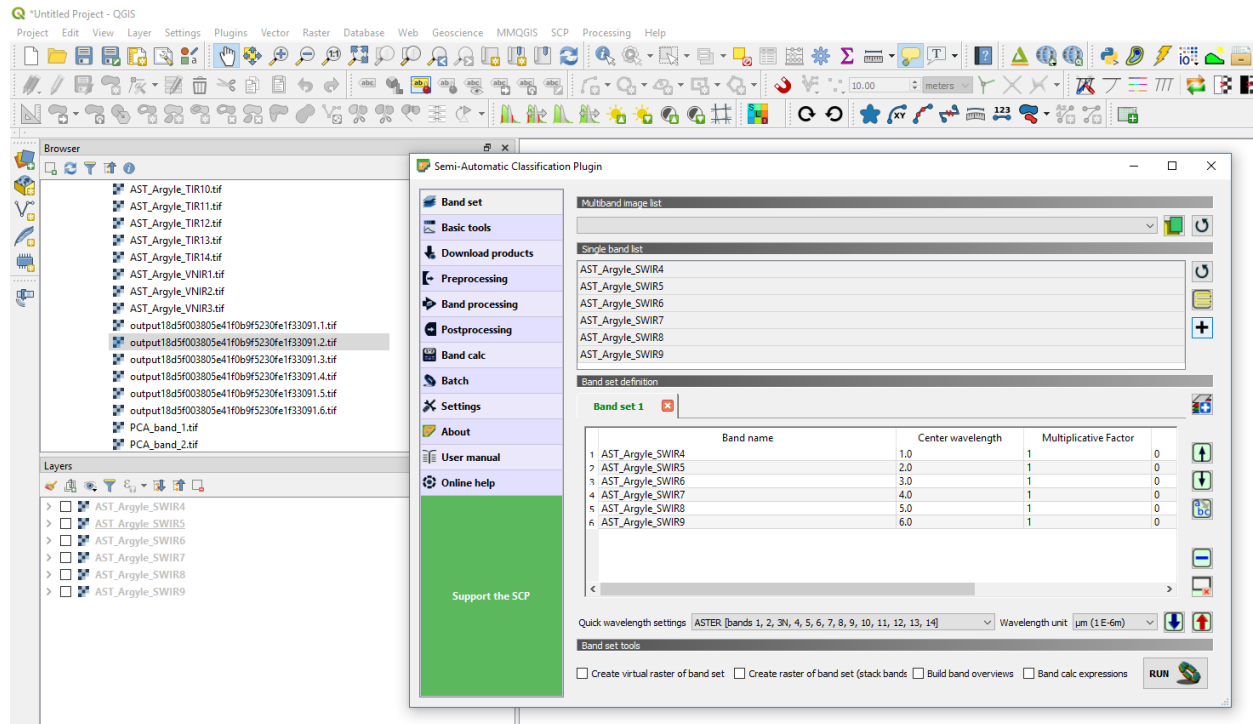 *Untitled Project - QGIS
Project Edit View Layer Settings Plugins Vector Raster Database Web Geoscience MMQGIS SCP Processing Help
10.00 meters
123
Browser
AST_Argyle_TIR10.tif
AST_Argyle_TIR11.tif
AST_Argyle_TIR12.tif
AST_Argyle_TIR13.tif
AST_Argyle_TIR14.tif
AST_Argyle_VNIR1.tif
AST_Argyle_VNIR2.tif
AST_Argyle_VNIR3.tif
output18d5f003805e41f0b9f5230fe1f33091.1.tif
output18d5f003805e41f0b9f5230fe1f33091.2.tif
output18d5f003805e41f0b9f5230fe1f33091.3.tif
output18d5f003805e41f0b9f5230fe1f33091.4.tif
output18d5f003805e41f0b9f5230fe1f33091.5.tif
output18d5f003805e41f0b9f5230fe1f33091.6.tif
PCA_band_1.tif
PCA_band_2.tif
Layers
AST_Argyle_SWIR4
AST_Argyle_SWIR5
AST_Argyle_SWIR6
AST_Argyle_SWIR7
AST_Argyle_SWIR8
AST_Argyle_SWIR9
Semi-Automatic Classification Plugin
Band set
Basic tools
Download products
Preprocessing
Band processing
Postprocessing
Band calc
Batch
Settings
About
User manual
Online help
Support the SCP
Multiband image list
Single band list
AST_Argyle_SWIR4
AST_Argyle_SWIR5
AST_Argyle_SWIR6
AST_Argyle_SWIR7
AST_Argyle_SWIR8
AST_Argyle_SWIR9
Band set definition
Band set 1
Band name Center wavelength Multiplicative Factor
1 AST_Argyle_SWIR4 1.0 1 0
2 AST_Argyle_SWIR5 2.0 1 0
3 AST_Argyle_SWIR6 3.0 1 0
4 AST_Argyle_SWIR7 4.0 1 0
5 AST_Argyle_SWIR8 5.0 1 0
6 AST_Argyle_SWIR9 6.0 1 0
Quick wavelength settings ASTER [bands 1, 2, 3N, 4, 5, 6, 7, 8, 9, 10, 11, 12, 13, 14] Wavelength unit µm (1 E-6m)
Band set tools
Create virtual raster of band set Create raster of band set (stack bands Build band overviews Band calc expressions RUN